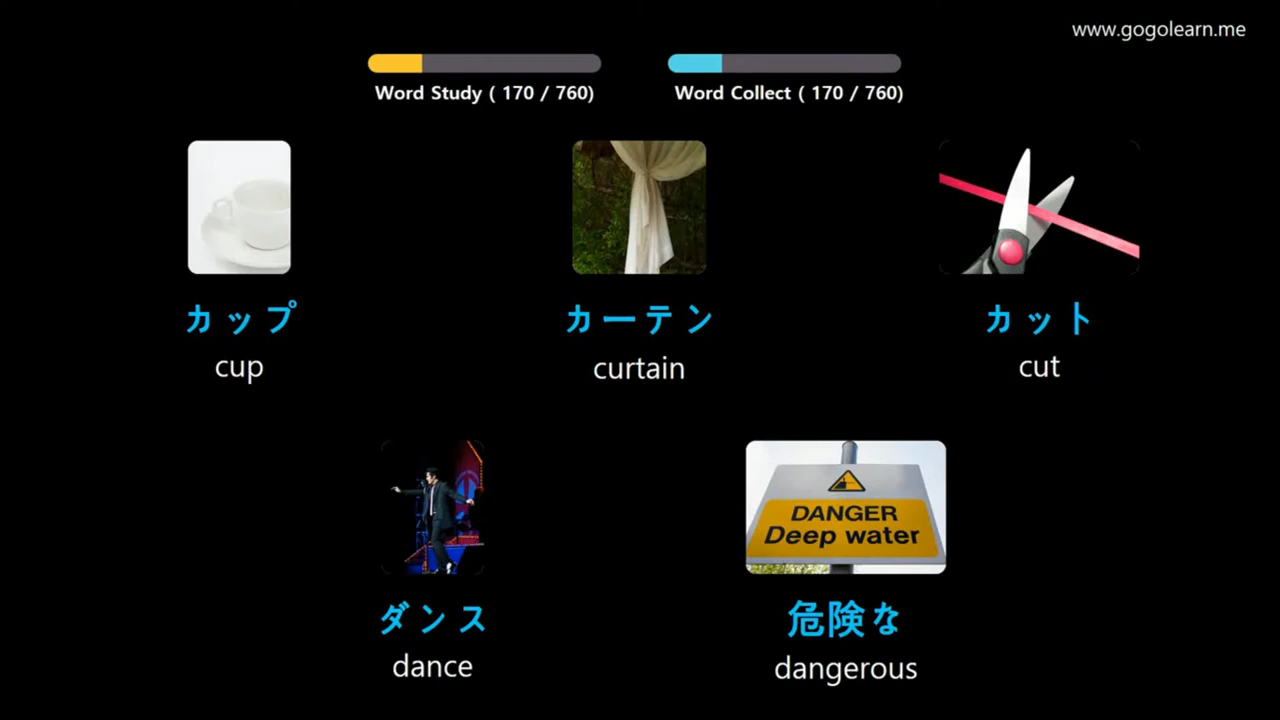 www.gogolearn.me
Word Study ( 170 / 760)
Word Collect ( 170 / 760)
カップ
cup
カーテン
curtain
カット
cut
DANGER
Deep water
ダンス
dance
危険な
dangerous